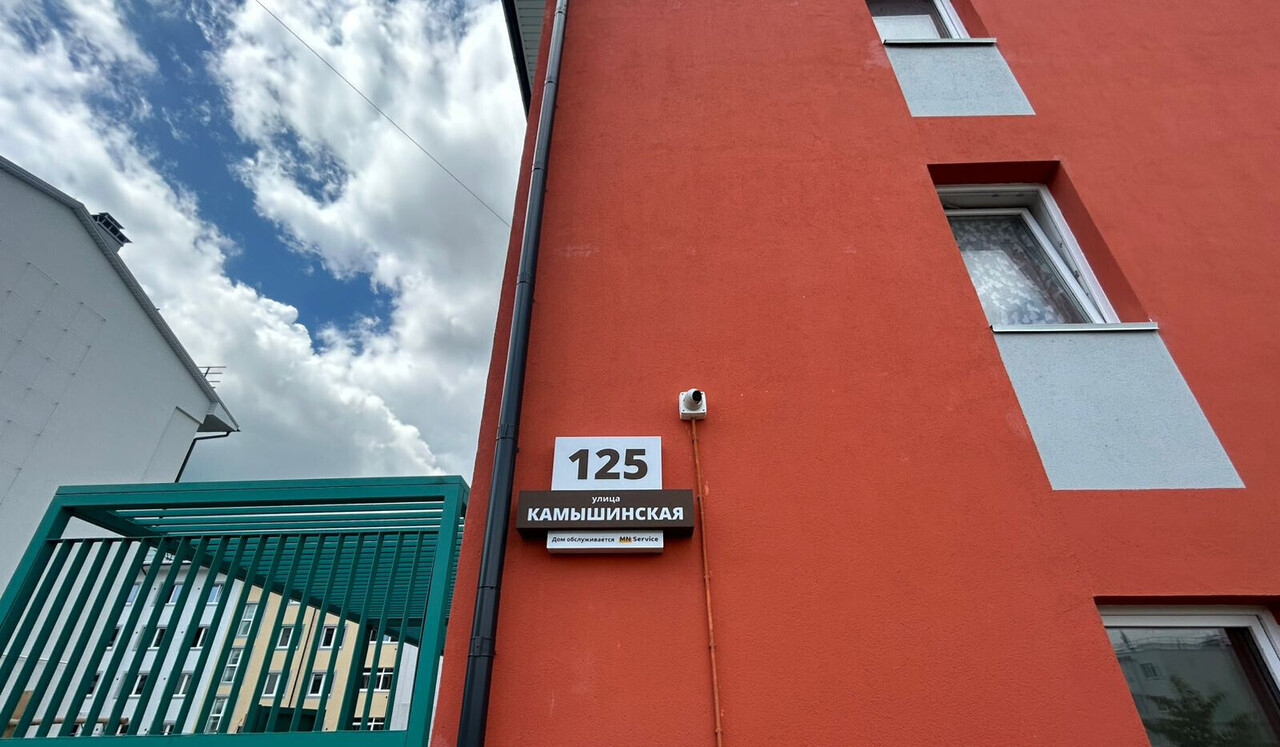 125
улица
КАМЫШИНСКАЯ
Дом обслуживается MN Service